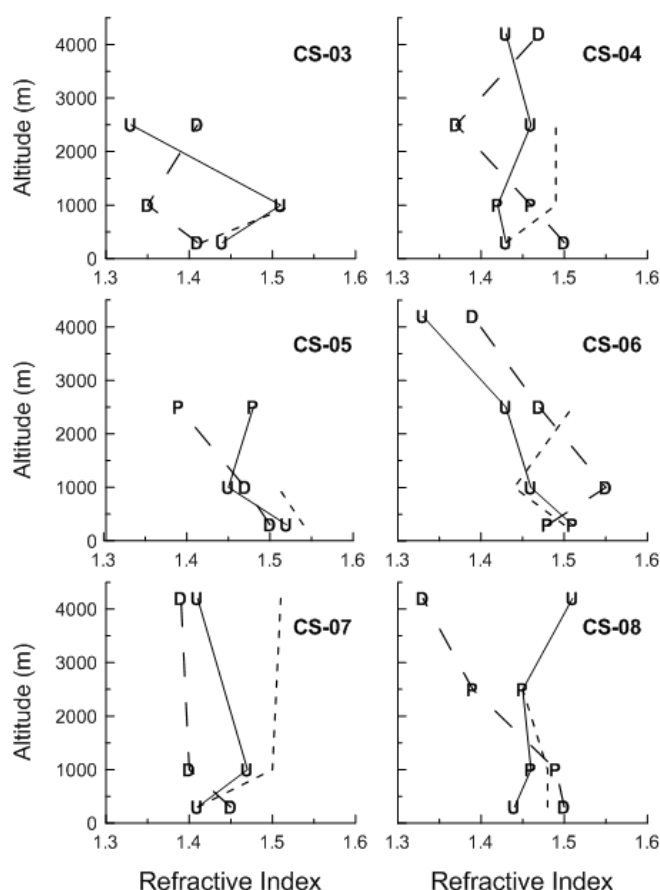 4000
3000
2000
1000
0
Altitude (m)
CS-03
U D
D U
D U
1.3 1.4 1.5 1.6
CS-04
U D
D U
P P
U D
1.3 1.4 1.5 1.6
4000
3000
2000
1000
0
Altitude (m)
CS-05
P P
U D
D U
1.3 1.4 1.5 1.6
CS-06
U D
U D
U D
P P
1.3 1.4 1.5 1.6
4000
3000
2000
1000
0
Altitude (m)
CS-07
D U
D U
U D
1.3 1.4 1.5 1.6
Refractive Index
CS-08
D U
P P
P P
U D
1.3 1.4 1.5 1.6
Refractive Index